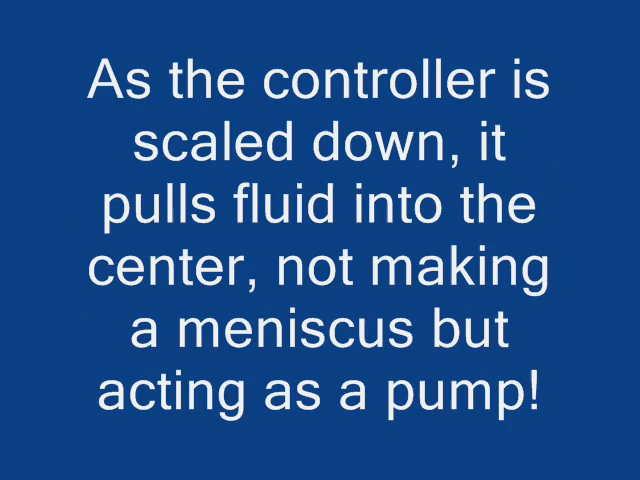 As the controller is
scaled down, it
pulls fluid into the
center, not making
a meniscus but
acting as a pump!